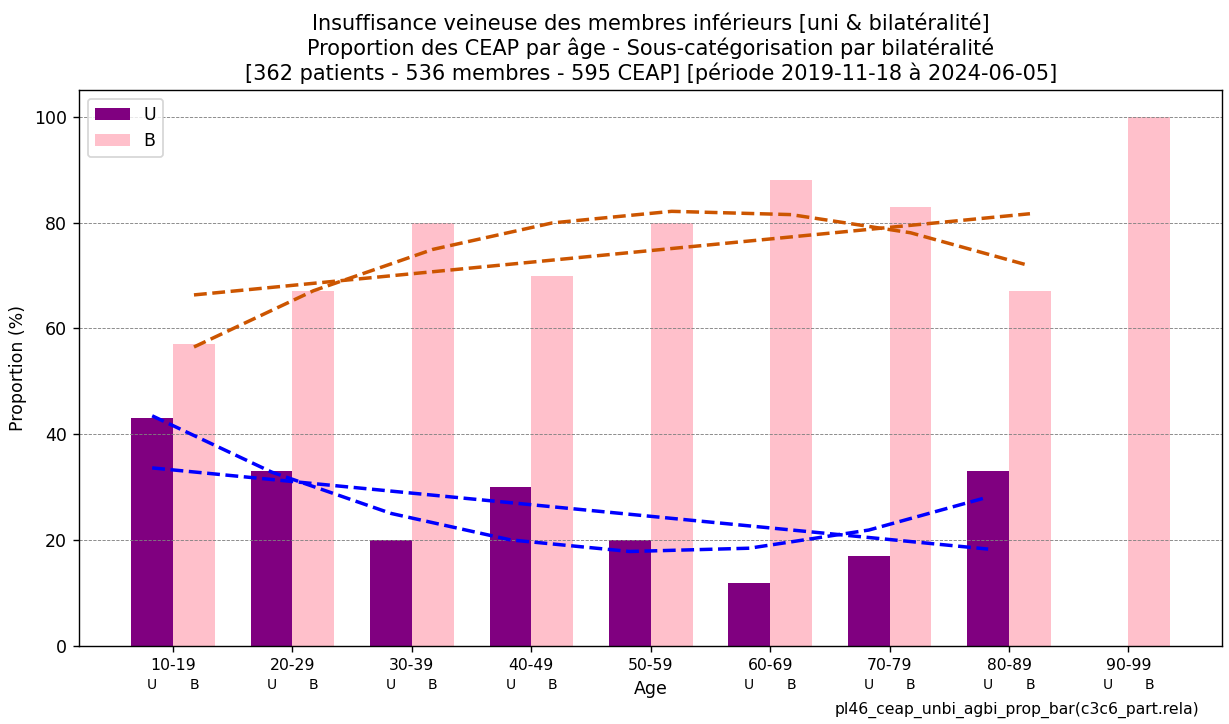 Insuffisance veineuse des membres inférieurs [uni & bilatéralité]
Proportion des CEAP par âge - Sous-catégorisation par bilatéralité
[362 patients - 536 membres - 595 CEAP] [période 2019-11-18 à 2024-06-05]
U
B
100
80
60
40
20
0
Proportion (%)
10-19 20-29 30-39 40-49 50-59 60-69 70-79 80-89 90-99
U B U B U B U B U B U B U B U B U B
Age
pl46_ceap_unbi_agbi_prop_bar(c3c6_part.rela)